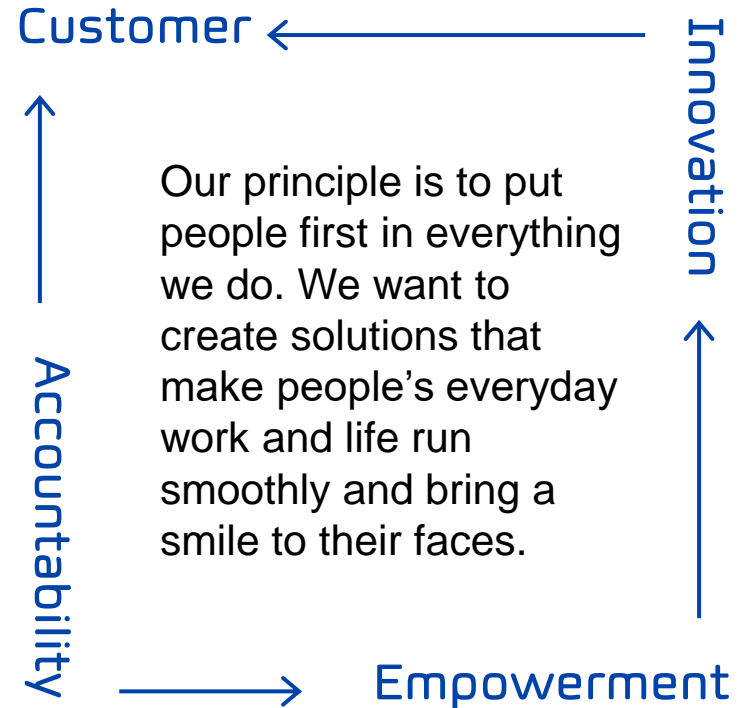 Customer
Innovation
Our principle is to put
people first in everything
we do. We want to
create solutions that
make people’s everyday
work and life run
smoothly and bring a
smile to their faces.
Accountability
Empowerment